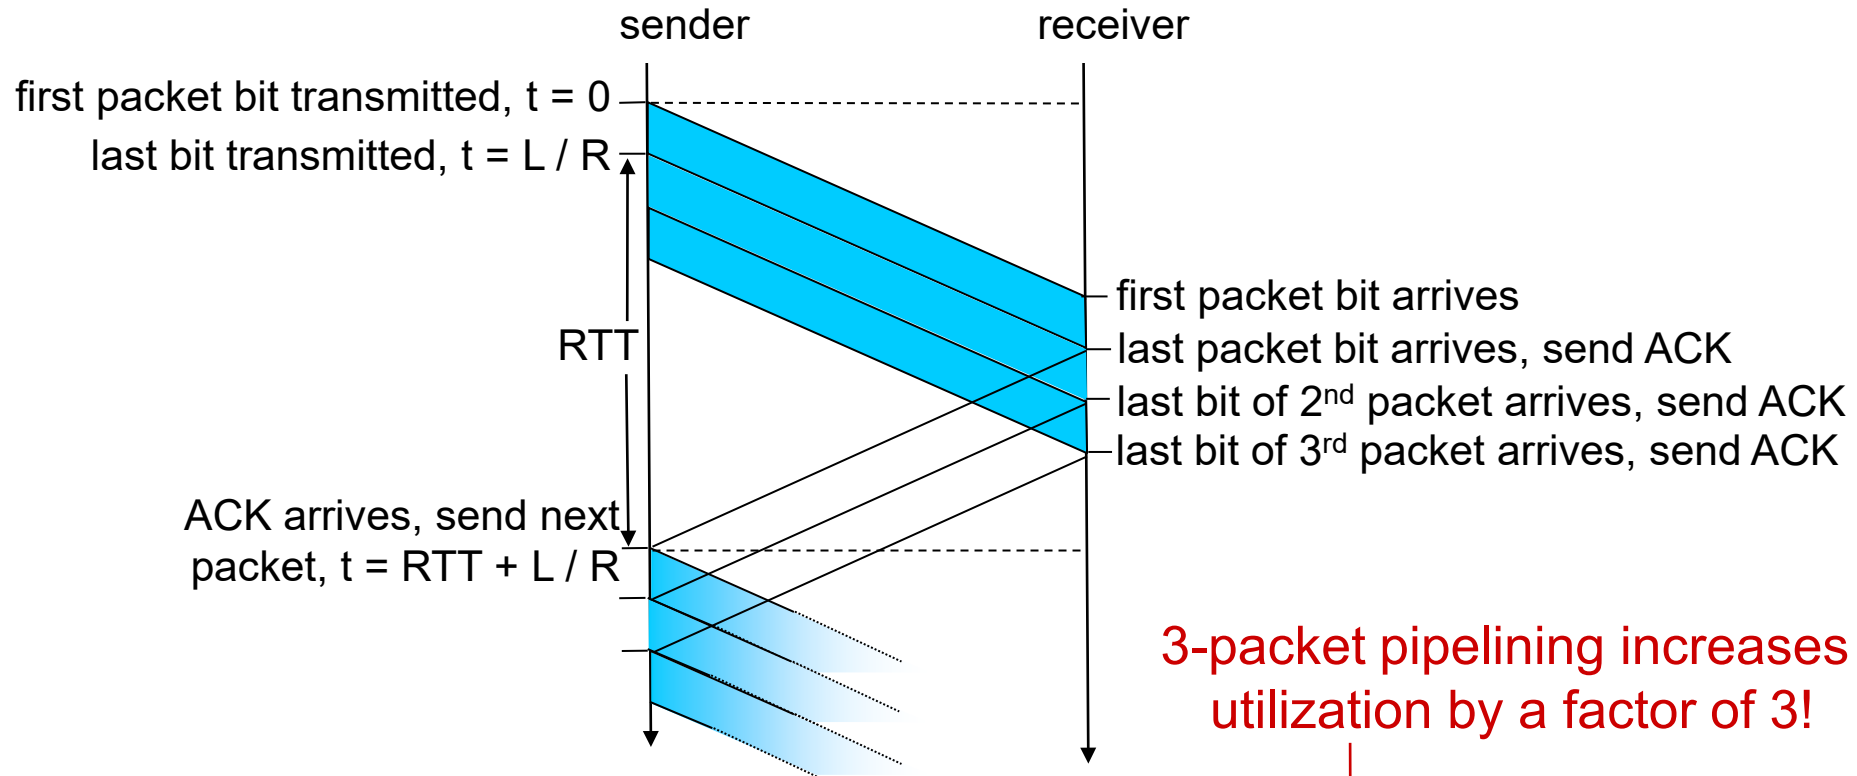 sender
receiver
first packet bit transmitted, t = 0
last bit transmitted, t = L / R
first packet bit arrives
RTT
last packet bit arrives, send ACK
last bit of 2nd packet arrives, send ACK
last bit of 3rd packet arrives, send ACK
ACK arrives, send next
packet, t = RTT + L / R
3-packet pipelining increases
utilization by a factor of 3!